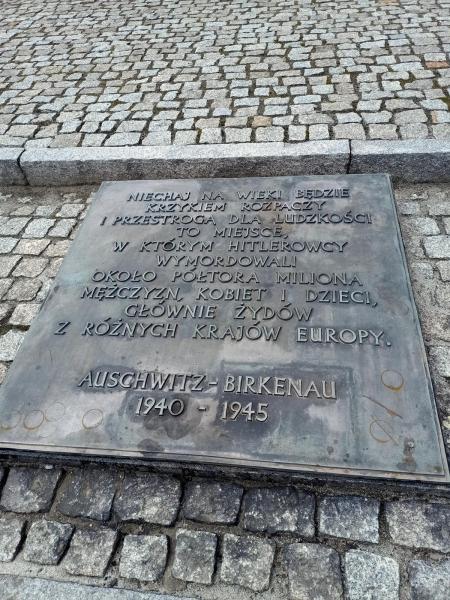 NIECHAJ NA WIEKI BĘDZIE
KRZYKIEM ROZPACZY
I PRZESTROGĄ DLA LUDZKOŚCI
TO MIEJSCE,
W KTÓRYM HITLEROWCY
WYMORDOWALI
OKOŁO PÓŁTORA MILIONA
MĘŻCZYZN, KOBIET I DZIECI,
GŁÓWNIE ŻYDÓW
Z RÓŻNYCH KRAJÓW EUROPY.
AUSCHWITZ - BIRKENAU
1940 - 1945